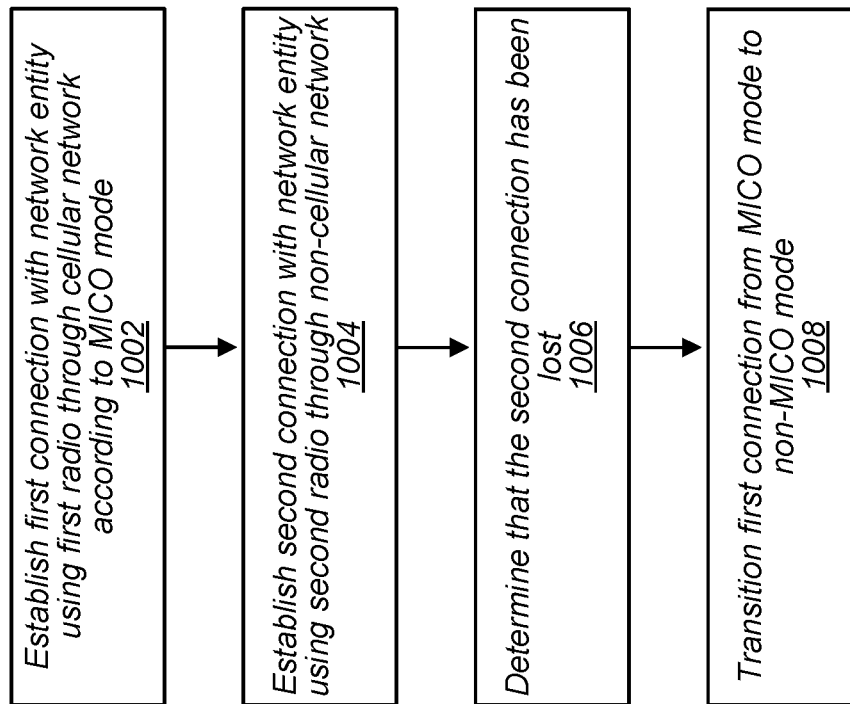 Establish first connection with network entity
using first radio through cellular network
according to MICO mode
1002
Establish second connection with network entity
using second radio through non-cellular network
1004
Determine that the second connection has been
lost
1006
Transition first connection from MICO mode to
non-MICO mode
1008